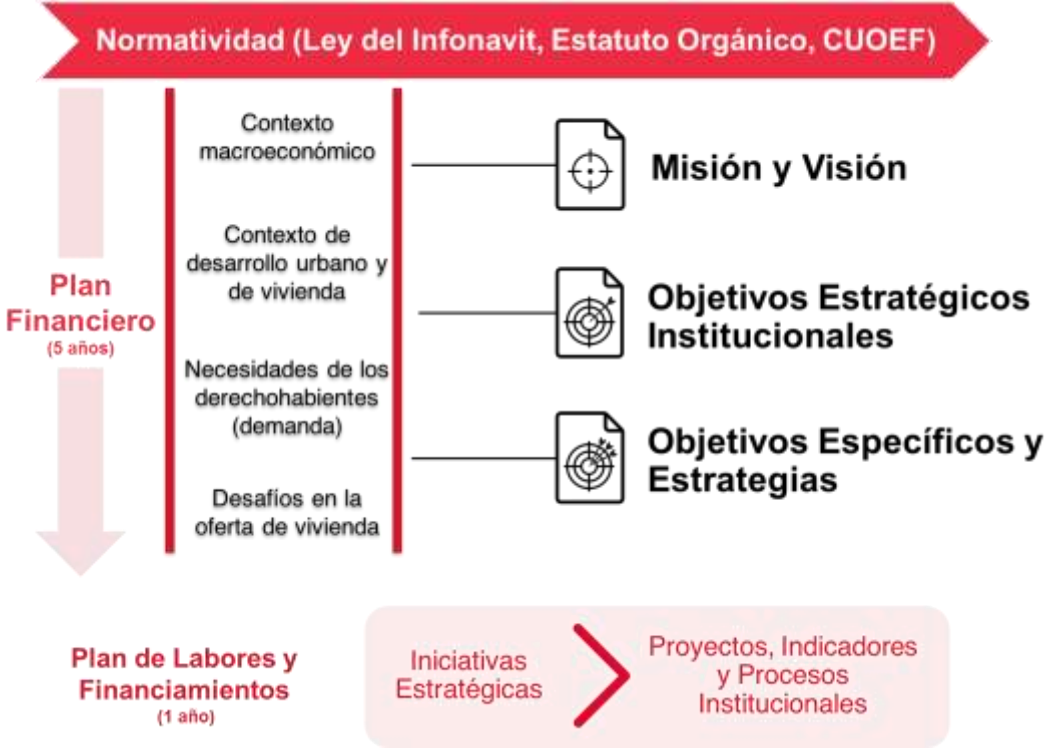 Normatividad (Ley del Infonavit, Estatuto Orgánico, CUOEF)
Plan
Financiero
(5 años)
Contexto
macroeconómico
Contexto de
desarrollo urbano y
de vivienda
Necesidades de los
derechohabientes
(demanda)
Desafíos en la
oferta de vivienda
Misión y Visión
Objetivos Estratégicos
Institucionales
Objetivos Específicos y
Estrategias
Plan de Labores y
Financiamientos
(1 año)
Iniciativas
Estratégicas
Proyectos, Indicadores
y Procesos
Institucionales